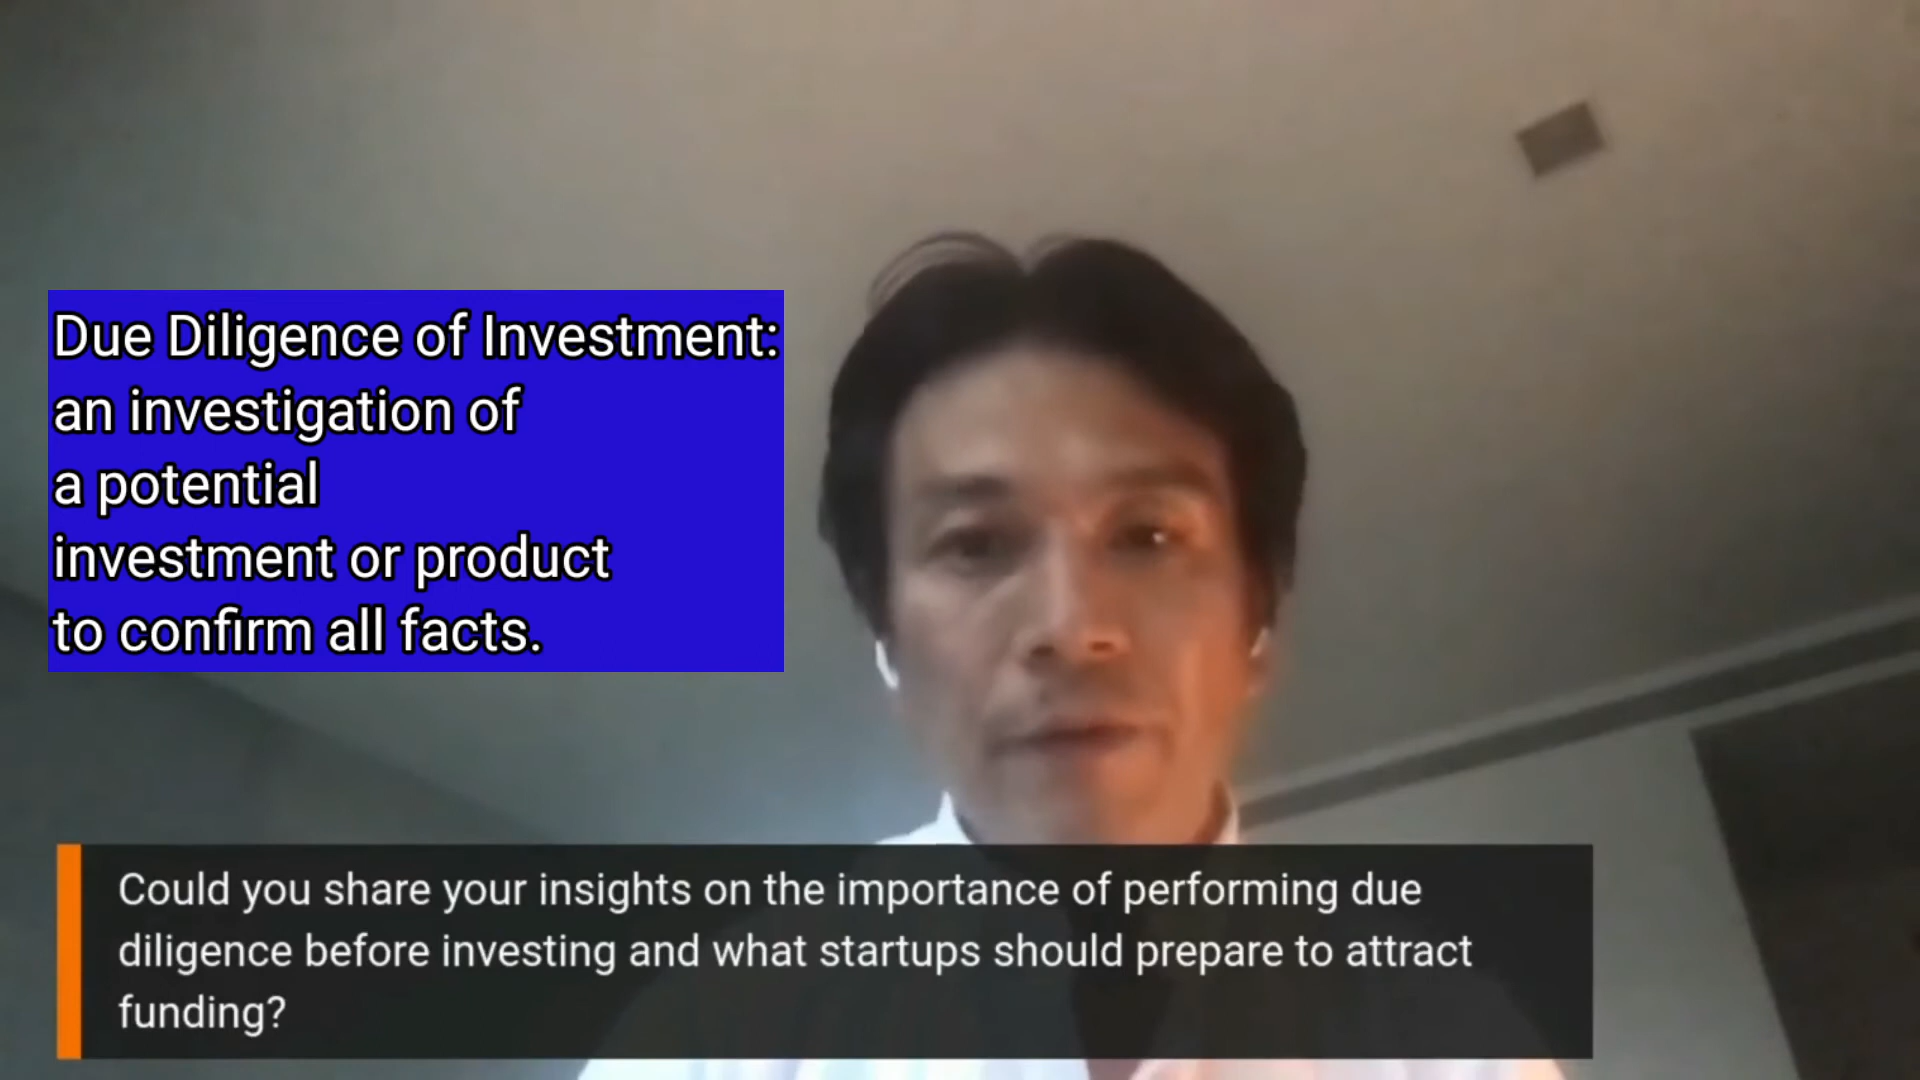 Due Diligence of Investment:
an investigation of
a potential
investment or product
to confirm all facts.
Could you share your insights on the importance of performing due
diligence before investing and what startups should prepare to attract
funding?